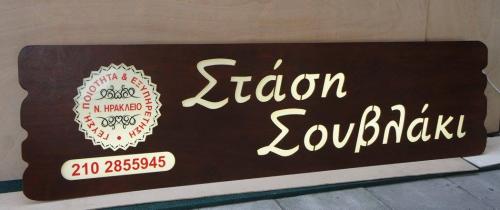 ΓΕΥΣΗ ΠΟΙΟΤΗΤΑ & ΕΞΥΠΗΡΕΤΗΣΗ
Ν. ΗΡΑΚΛΕΙΟ
210 2855945
Στάση
Σουβλάκι